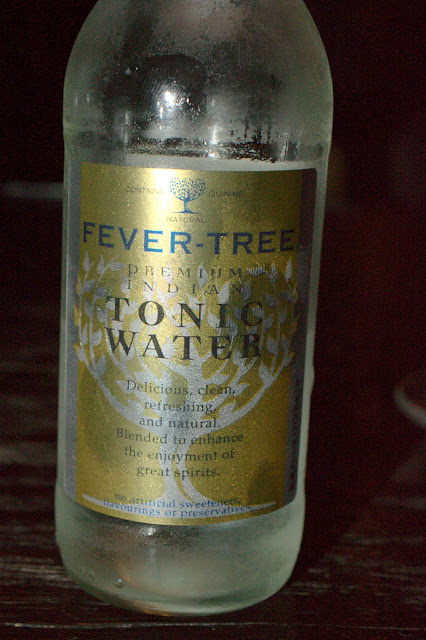 CONTAINS QUININE
NATURAL
FEVER-TREE
PREMIUM
INDIAN
TONIC
WATER
Delicious, clean,
refreshing,
and natural.
Blended to enhance
the enjoyment of
great spirits.
no artificial sweeteners,
flavourings or preservatives